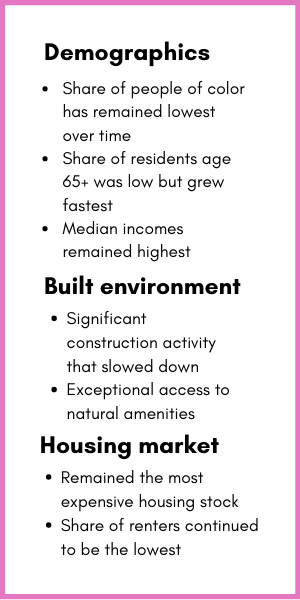 Demographics
• Share of people of color
has remained lowest
over time
• Share of residents age
65+ was low but grew
fastest
• Median incomes
remained highest
Built environment
• Significant
construction activity
that slowed down
• Exceptional access to
natural amenities
Housing market
• Remained the most
expensive housing stock
• Share of renters continued
to be the lowest